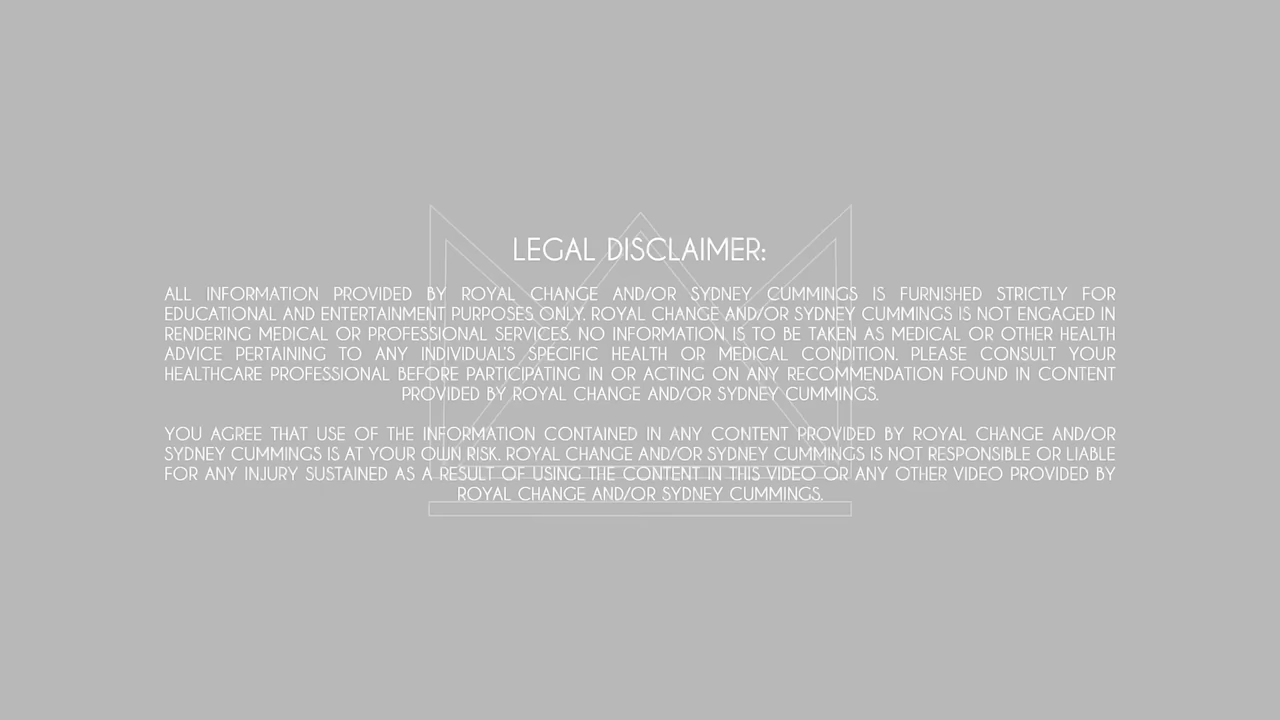 LEGAL DISCLAIMER:
ALL INFORMATION PROVIDED BY ROYAL CHANGE AND/OR SYDNEY CUMMINGS IS FURNISHED STRICTLY FOR
EDUCATIONAL AND ENTERTAINMENT PURPOSES ONLY. ROYAL CHANGE AND/OR SYDNEY CUMMINGS IS NOT ENGAGED IN
RENDERING MEDICAL OR PROFESSIONAL SERVICES. NO INFORMATION IS TO BE TAKEN AS MEDICAL OR OTHER HEALTH
ADVICE PERTAINING TO ANY INDIVIDUAL'S SPECIFIC HEALTH OR MEDICAL CONDITION. PLEASE CONSULT YOUR
HEALTHCARE PROFESSIONAL BEFORE PARTICIPATING IN OR ACTING ON ANY RECOMMENDATION FOUND IN CONTENT
PROVIDED BY ROYAL CHANGE AND/OR SYDNEY CUMMINGS.
YOU AGREE THAT USE OF THE INFORMATION CONTAINED IN ANY CONTENT PROVIDED BY ROYAL CHANGE AND/OR
SYDNEY CUMMINGS IS AT YOUR OWN RISK. ROYAL CHANGE AND/OR SYDNEY CUMMINGS IS NOT RESPONSIBLE OR LIABLE
FOR ANY INJURY SUSTAINED AS A RESULT OF USING THE CONTENT IN THIS VIDEO OR ANY OTHER VIDEO PROVIDED BY
ROYAL CHANGE AND/OR SYDNEY CUMMINGS.